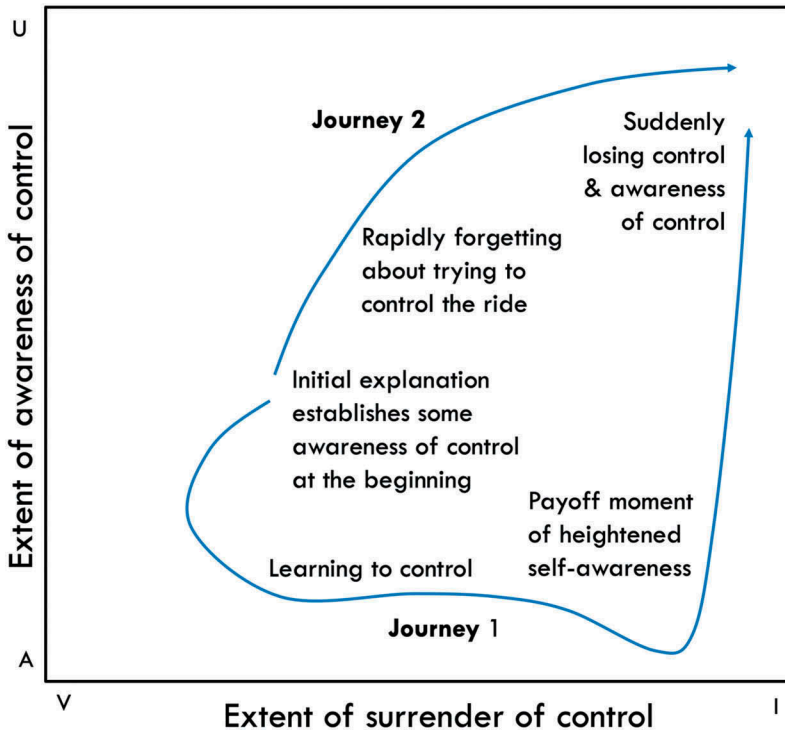 U
Extent of awareness of control
Journey 2
Suddenly
losing control
& awareness
of control
Rapidly forgetting
about trying to
control the ride
Initial explanation
establishes some
awareness of control
at the beginning
Payoff moment
of heightened
self-awareness
Learning to control
Journey 1
A
V
Extent of surrender of control
I